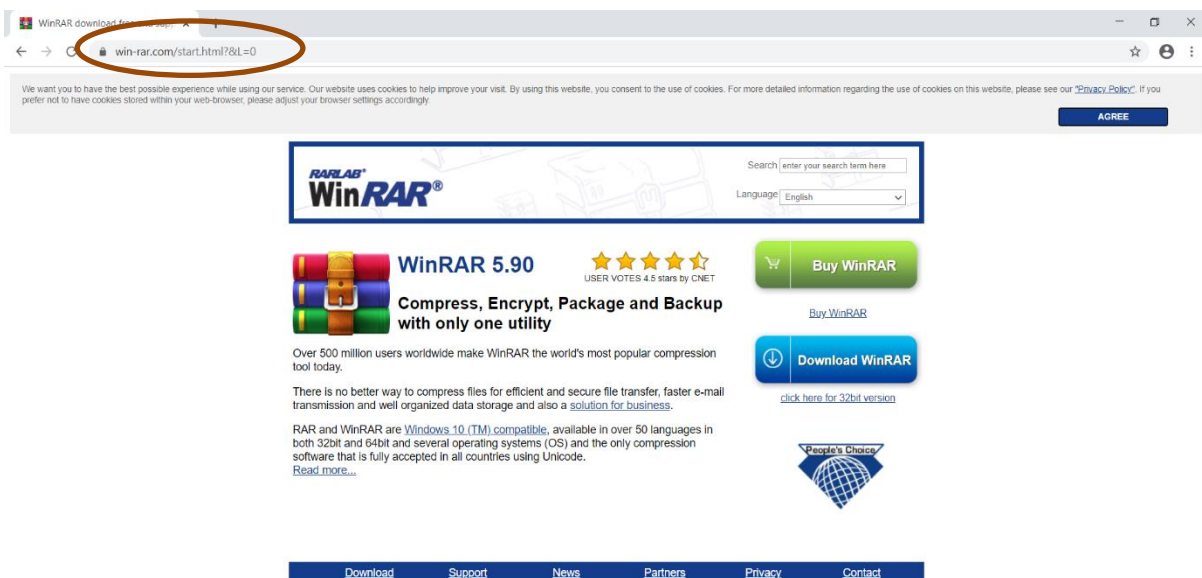 WinRAR download free and sup
win-rar.com/start.html?&L=0
We want you to have the best possible experience while using our service. Our website uses cookies to help improve your visit. By using this website, you consent to the use of cookies. For more detailed information regarding the use of cookies on this website, please see our "Privacy Policy". If you
prefer not to have cookies stored within your web-browser, please adjust your browser settings accordingly.
AGREE
RARLAB®
WinRAR®
Search enter your search term here
Language English
WinRAR 5.90
USER VOTES 4.5 stars by CNET
Buy WinRAR
Compress, Encrypt, Package and Backup
with only one utility
Buy WinRAR
Over 500 million users worldwide make WinRAR the world's most popular compression
tool today.
Download WinRAR
There is no better way to compress files for efficient and secure file transfer, faster e-mail
transmission and well organized data storage and also a solution for business.
click here for 32bit version
RAR and WinRAR are Windows 10 (TM) compatible, available in over 50 languages in
both 32bit and 64bit and several operating systems (OS) and the only compression
software that is fully accepted in all countries using Unicode.
Read more...
People's Choice
Download Support News Partners Privacy Contact